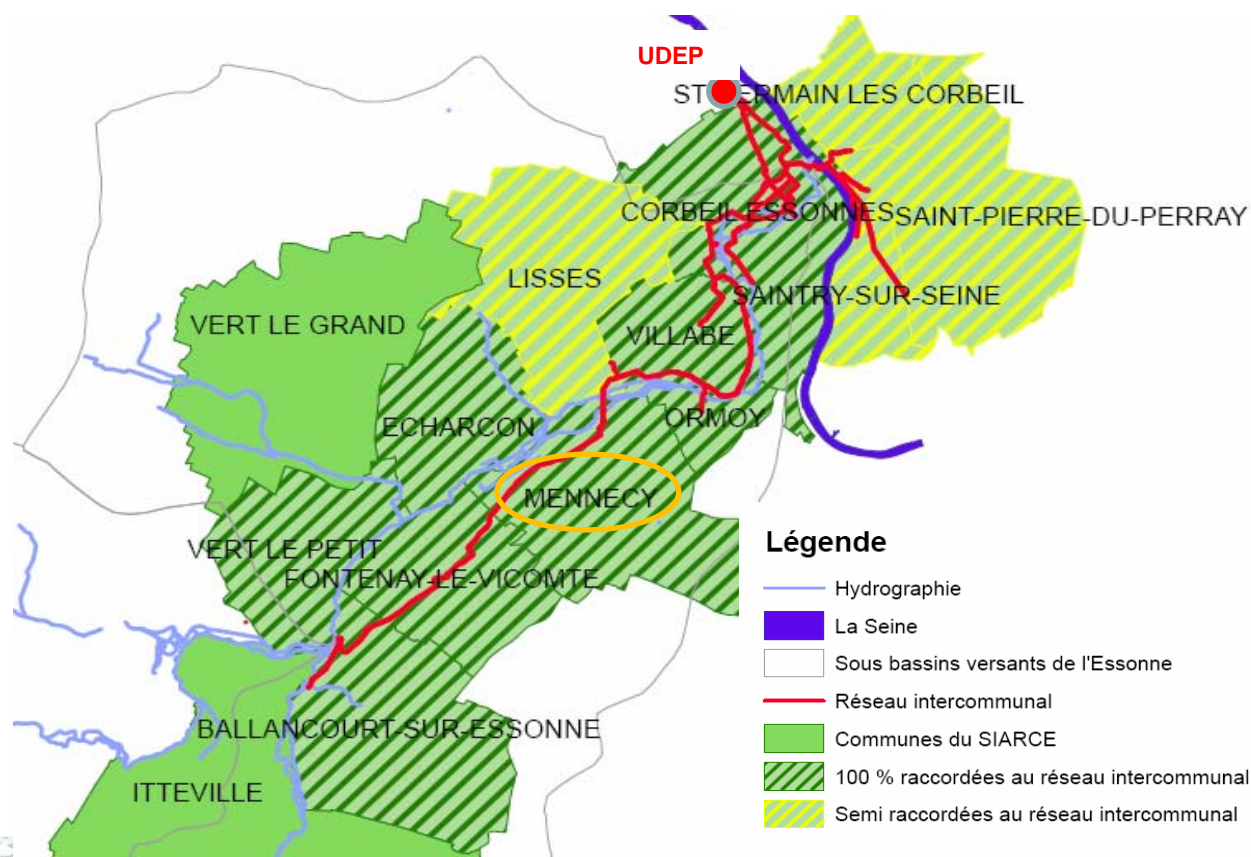 UDEP
ST GERMAIN LES CORBEIL
CORBEIL-ESSONNES
SAINT-PIERRE-DU-PERRAY
LISSES
SAINTRY-SUR-SEINE
VERT LE GRAND
VILLABE
ECHARCON
ORMOY
MENNECY
VERT LE PETIT
FONTENAY-LE-VICOMTE
BALLANCOURT-SUR-ESSONNE
ITTEVILLE
Légende
Hydrographie
La Seine
Sous bassins versants de l'Essonne
Réseau intercommunal
Communes du SIARCE
100 % raccordées au réseau intercommunal
Semi raccordées au réseau intercommunal